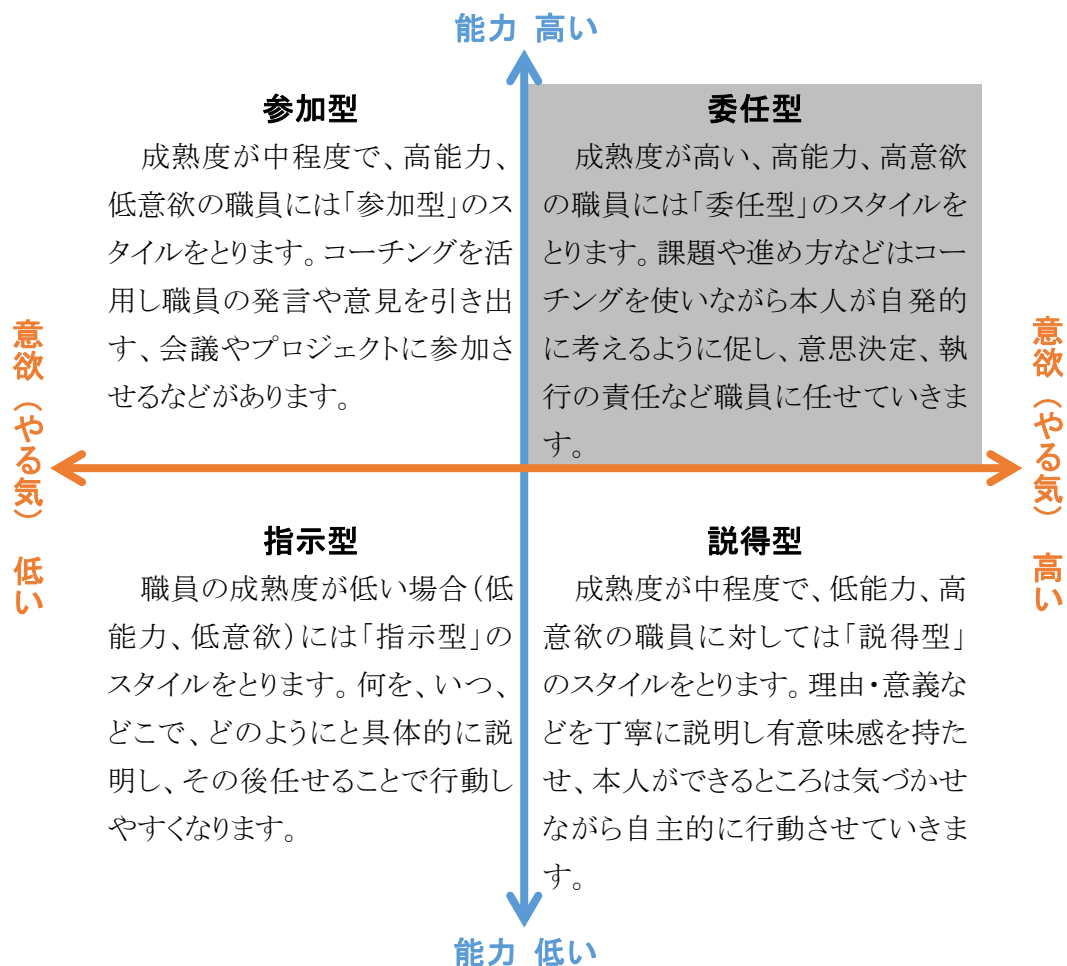 能力 高い
参加型
成熟度が中程度で、高能力、
低意欲の職員には「参加型」のス
タイルをとります。コーチングを活
用し職員の発言や意見を引き出
す、会議やプロジェクトに参加さ
せるなどがあります。
委任型
成熟度が高い、高能力、高意欲
の職員には「委任型」のスタイルを
とります。課題や進め方などはコー
チングを使いながら本人が自発的
に考えるように促し、意思決定、執
行の責任など職員に任せていきま
す。
意欲（やる気） 低い
意欲（やる気） 高い
指示型
職員の成熟度が低い場合（低
能力、低意欲）には「指示型」の
スタイルをとります。何を、いつ、
どこで、どのようにと具体的に説
明し、その後任せることで行動し
やすくなります。
説得型
成熟度が中程度で、低能力、高
意欲の職員に対しては「説得型」
のスタイルをとります。理由・意義な
どを丁寧に説明し有意味感を持た
せ、本人ができるところは気づかせ
ながら自主的に行動させていきま
す。
能力 低い